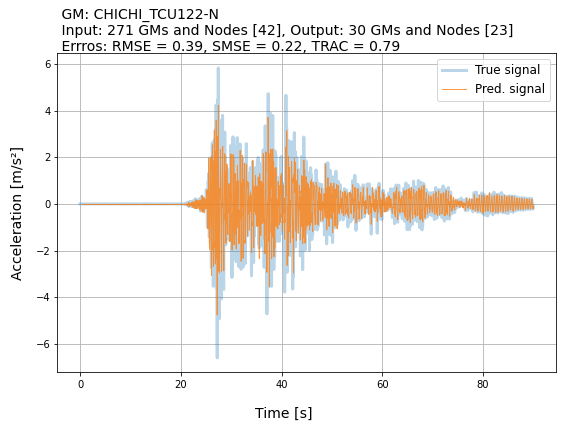 GM: CHICHI_TCU122-N
Input: 271 GMs and Nodes [42], Output: 30 GMs and Nodes [23]
Errros: RMSE = 0.39, SMSE = 0.22, TRAC = 0.79
True signal
Pred. signal
6
4
2
0
−2
−4
−6
Acceleration [m/s²]
0 20 40 60 80
Time [s]